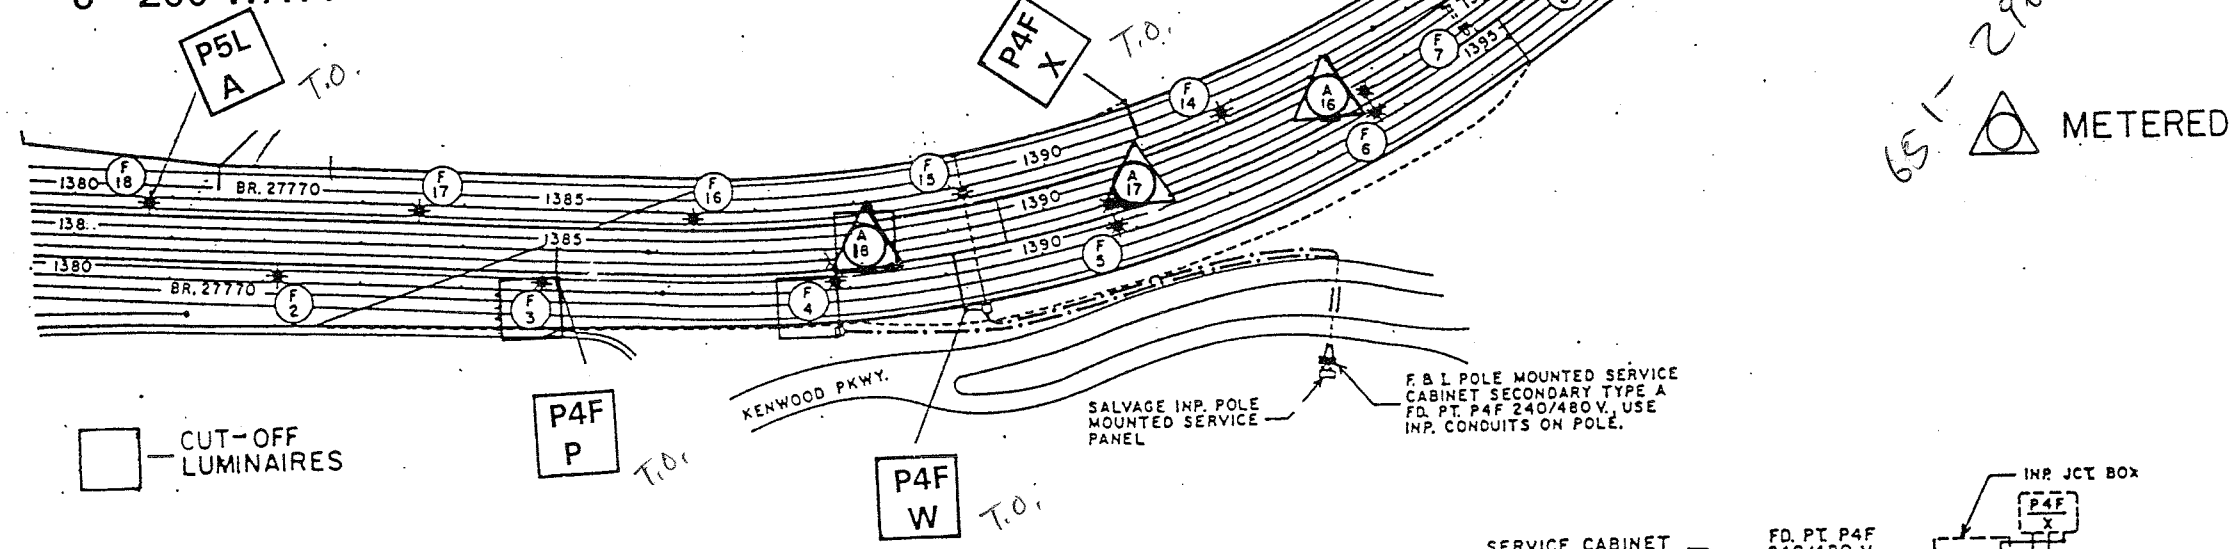 P5L
A
T.O.
P4F
X
T.O.
F
14
A
16
F
7
1395
F
6
651-
METERED
1380
F
18
BR. 27770
F
17
1385
F
16
F
15
1390
A
17
1390
138..
1385
A
18
1390
F
5
1380
BR. 27770
F
2
F
3
F
4
KENWOOD PKWY.
SALVAGE INP. POLE
MOUNTED SERVICE
PANEL
F. & I. POLE MOUNTED SERVICE
CABINET SECONDARY TYPE A
FD. PT. P4F 240/480 V., USE
INP. CONDUITS ON POLE.
CUT-OFF
LUMINAIRES
P4F
P
T.O.
P4F
W
T.O.
INP. JCT. BOX
P4F
X
SERVICE CABINET
FD. PT. P4F